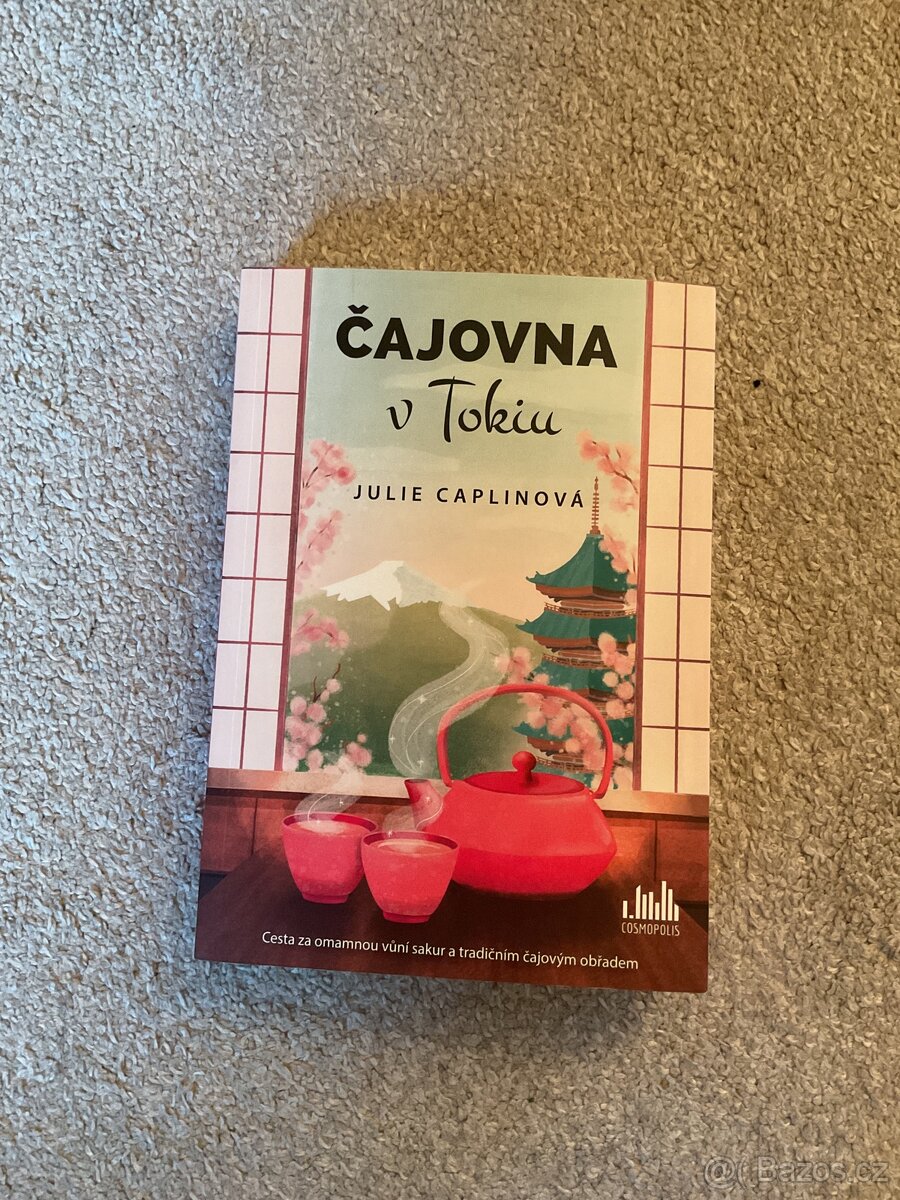 ČAJOVNA
v Tokiu
JULIE CAPLINOVÁ
COSMOPOLIS
Cesta za omamnou vůní sakur a tradičním čajovým obřadem
@( Bazos.cz